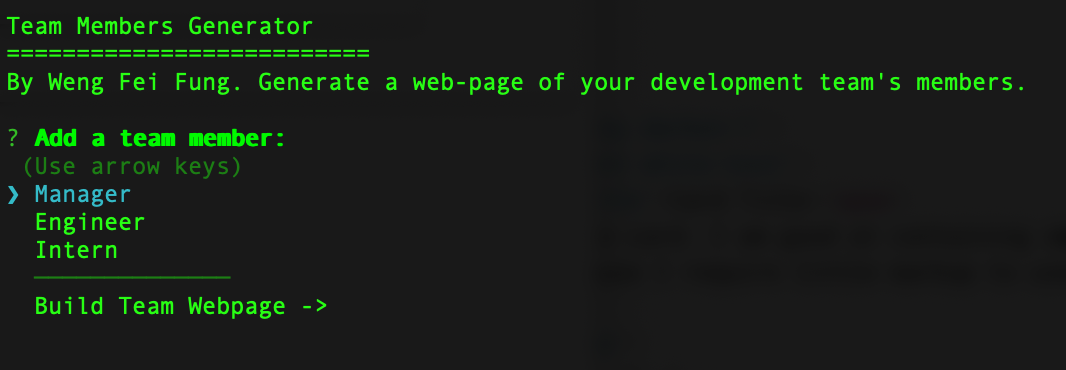 Team Members Generator
==========================
By Weng Fei Fung. Generate a web-page of your development team's members.
? Add a team member:
(Use arrow keys)
❯ Manager
Engineer
Intern
──────────────
Build Team Webpage ->